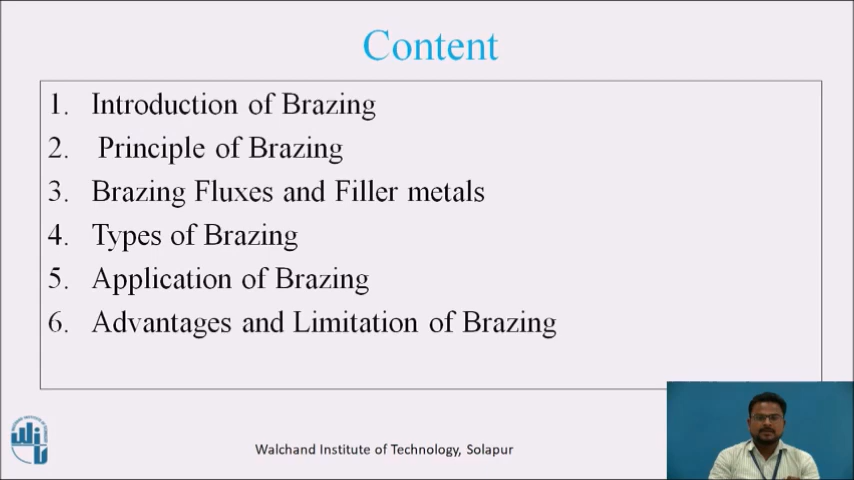 Content
1. Introduction of Brazing
2. Principle of Brazing
3. Brazing Fluxes and Filler metals
4. Types of Brazing
5. Application of Brazing
6. Advantages and Limitation of Brazing
Walchand Institute of Technology, Solapur